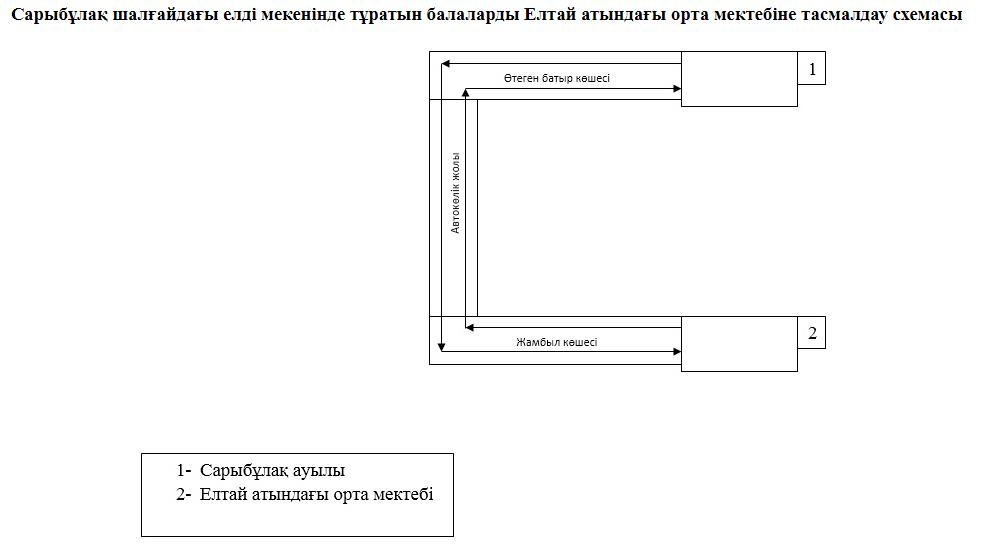 Сарыбұлақ шалғайдағы елді мекенінде тұратын балаларды Елтай атындағы орта мектебіне тасмалдау схемасы
1
Өтеген батыр көшесі
Автокөлік жолы
2
Жамбыл көшесі
1- Сарыбұлақ ауылы
2- Елтай атындағы орта мектебі